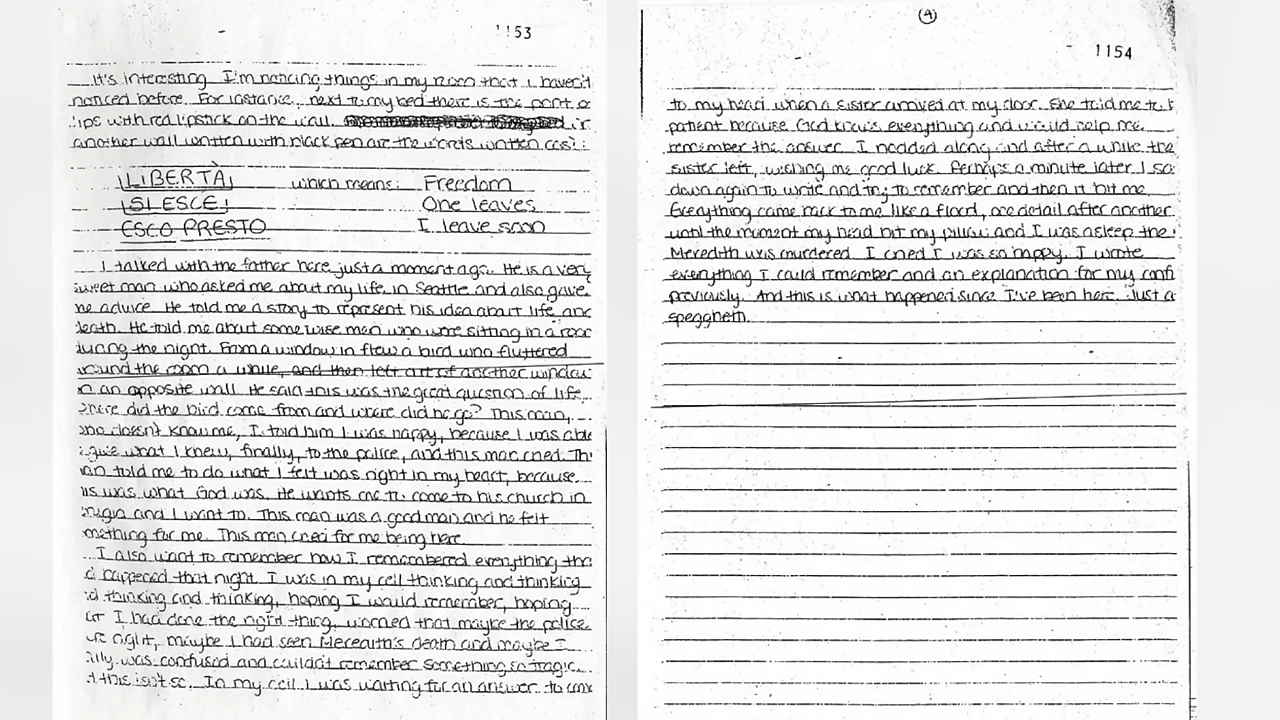 1153
It's interesting. I'm noticing things in my room that I haven't
noticed before. For instance, next to my bed there is the print o
lips with red lipstick on the wall.
another wall written with black pen are the words written
LIBERTÀ which means: Freedom
SI ESCE One leaves
ESCO PRESTO I leave soon
I talked with the father here just a moment ago. He is a very
sweet man who asked me about my life in Seattle and also gave
me advice. He told me a story to represent his idea about life and
death. He told me about some wise men who were sitting in a room
during the night. From a window in flew a bird who fluttered
around the room a while, and then left out of another window
in an opposite wall. He said this was the great question of life.
Where did the bird come from and where did he go? This man,
who doesn't know me, I told him I was happy, because I was able
give what I knew, finally, to the police, and this man cried. Th
man told me to do what I felt was right in my heart, because
this was what God was. He wants me to come to his church in
rugia and I want to. This man was a good man and he felt
mething for me. This man cried for me being here.
I also want to remember how I remembered everything tha
d happened that night. I was in my cell thinking and thinking
d thinking and thinking, hoping I would remember, hoping
at I had done the right thing, worried that maybe the police
re right, maybe I had seen Meredith's death and maybe I
lly was confused and couldn't remember something so tragic.
t this isn't so. In my cell I was waiting for an answer to come
4
1154
to my head when a sister arrived at my door. She told me to b
patient because God knows everything and would help me
remember the answer. I nodded along and after a while the
sister left, wishing me good luck. Perhaps a minute later I sa
down again to write and try to remember and then it hit me.
Everything came back to me like a flood, one detail after another
until the moment my head hit my pillow and I was asleep the
Meredith was murdered. I cried I was so happy. I wrote
everything I could remember and an explanation for my conf
previously. And this is what happened since I've been here. Just a
spegghetti.